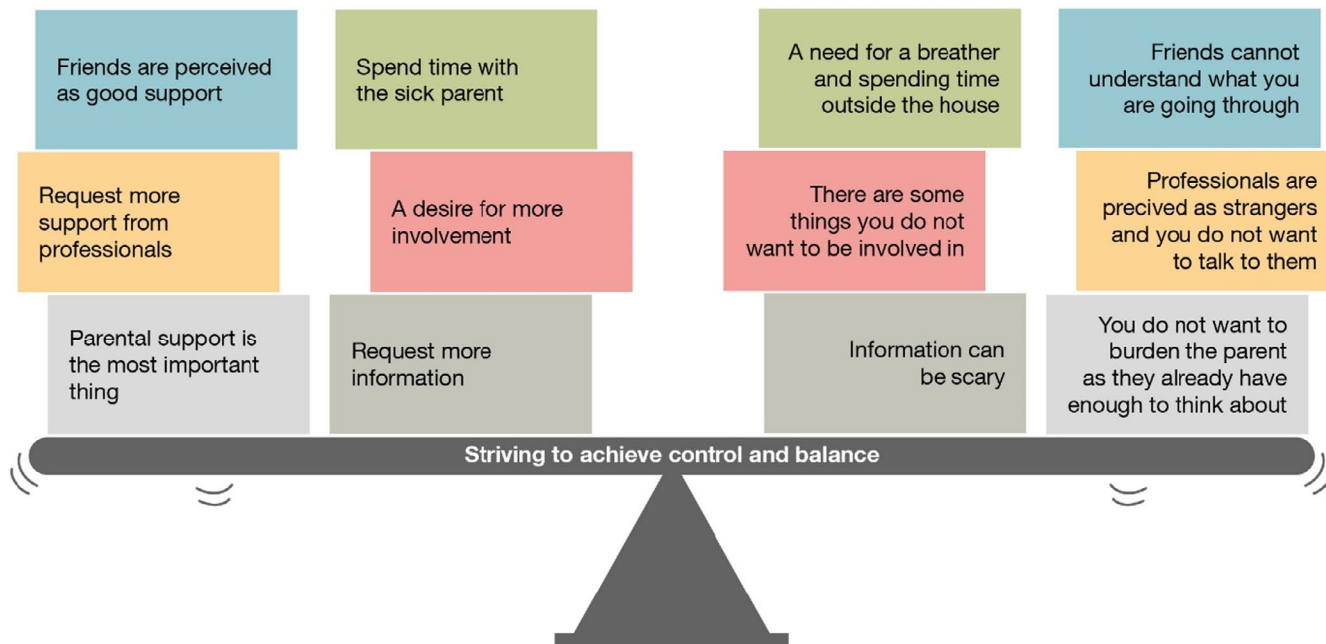 Friends are perceived
as good support
Spend time with
the sick parent
A need for a breather
and spending time
outside the house
Friends cannot
understand what you
are going through
Request more
support from
professionals
A desire for more
involvement
There are some
things you do not
want to be involved in
Professionals are
precived as strangers
and you do not want
to talk to them
Parental support is
the most important
thing
Request more
information
Information can
be scary
You do not want to
burden the parent
as they already have
enough to think about
Striving to achieve control and balance